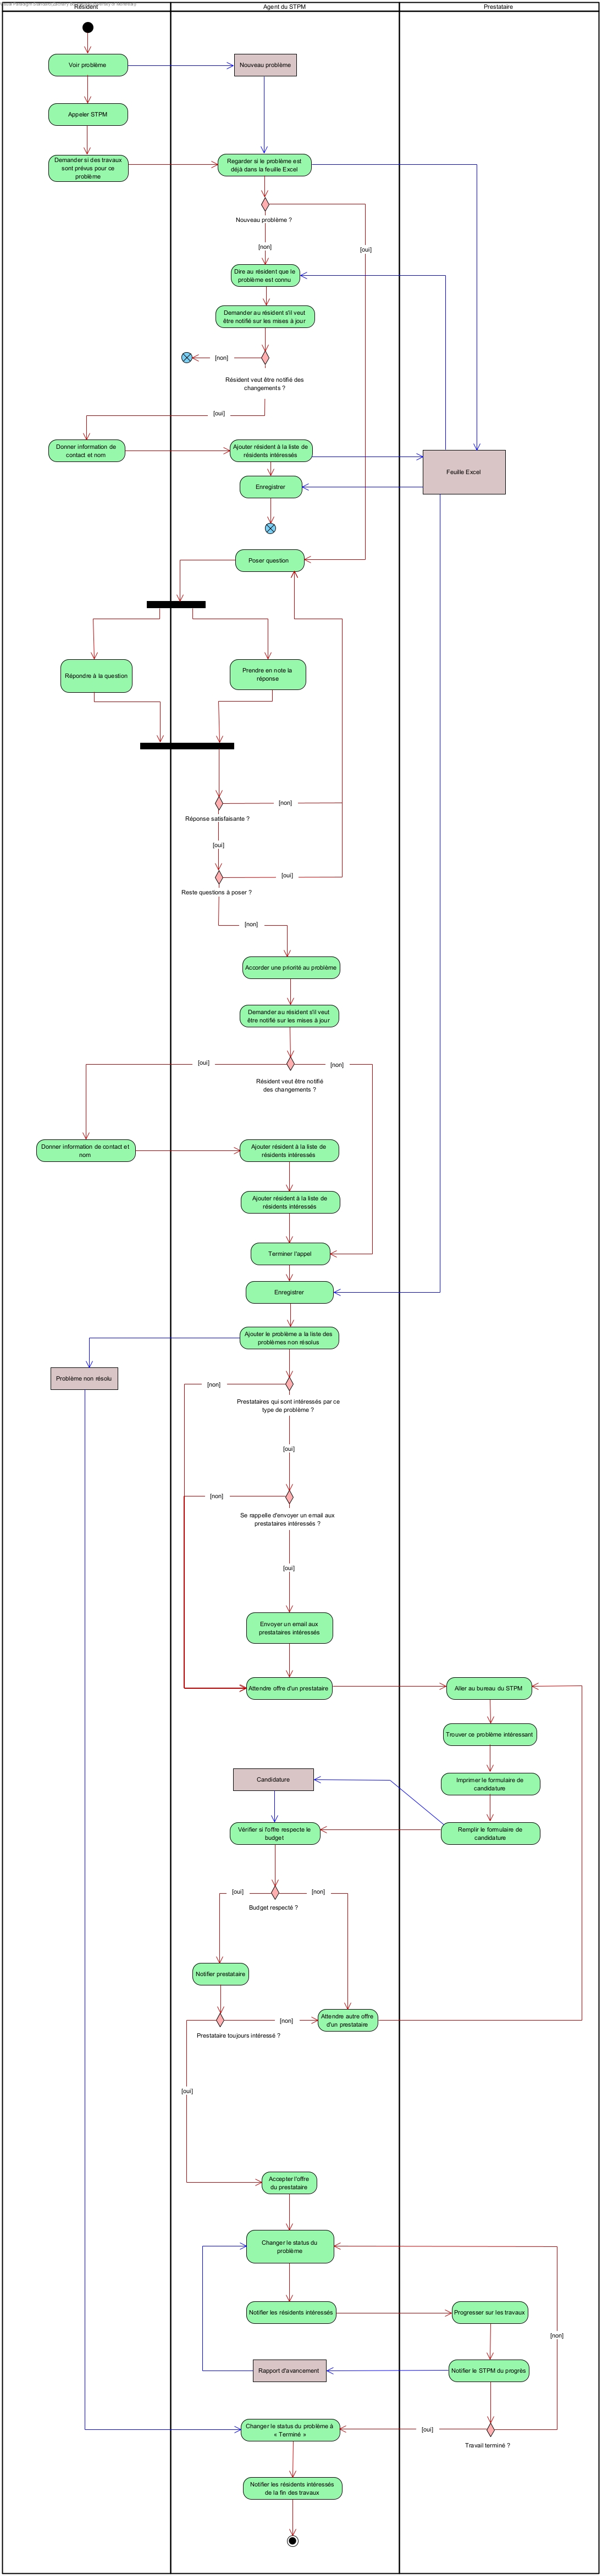 Résident
Agent du STPM
Prestataire
Voir problème
Nouveau problème
Appeler STPM
Demander si des travaux
sont prévus pour ce
problème
Regarder si le problème est
déjà dans la feuille Excel
Nouveau problème ?
[oui]
[non]
Dire au résident que le
problème est connu
Demander au résident s'il veut
être notifié sur les mises à jour
[non]
Résident veut être notifié des
changements ?
[oui]
Donner information de
contact et nom
Ajouter résident à la liste de
résidents intéressés
Feuille Excel
Enregistrer
Poser question
Répondre à la question
Prendre en note la
réponse
[non]
Réponse satisfaisante ?
[oui]
[oui]
Reste questions à poser ?
[non]
Accorder une priorité au problème
Demander au résident s'il veut
être notifié sur les mises à jour
[oui]
[non]
Résident veut être notifié
des changements ?
Donner information de contact et
nom
Ajouter résident à la liste de
résidents intéressés
Ajouter résident à la liste de
résidents intéressés
Terminer l'appel
Enregistrer
Ajouter le problème a la liste des
problèmes non résolus
Problème non résolu
[non]
Prestataires qui sont intéressés par ce
type de problème ?
[oui]
[non]
Se rappelle d'envoyer un email aux
prestataires intéressés ?
[oui]
Envoyer un email aux
prestataires intéressés
Attendre offre d'un prestataire
Aller au bureau du STPM
Trouver ce problème intéressant
Candidature
Imprimer le formulaire de
candidature
Vérifier si l'offre respecte le
budget
Remplir le formulaire de
candidature
[oui]
[non]
Budget respecté ?
Notifier prestataire
Attendre autre offre
d'un prestataire
[non]
Prestataire toujours intéressé ?
[oui]
Accepter l'offre
du prestataire
Changer le status du
problème
Notifier les résidents intéressés
Progresser sur les travaux
[non]
Rapport d'avancement
Notifier le STPM du progrès
Changer le status du problème à
« Terminé »
[oui]
Travail terminé ?
Notifier les résidents intéressés
de la fin des travaux